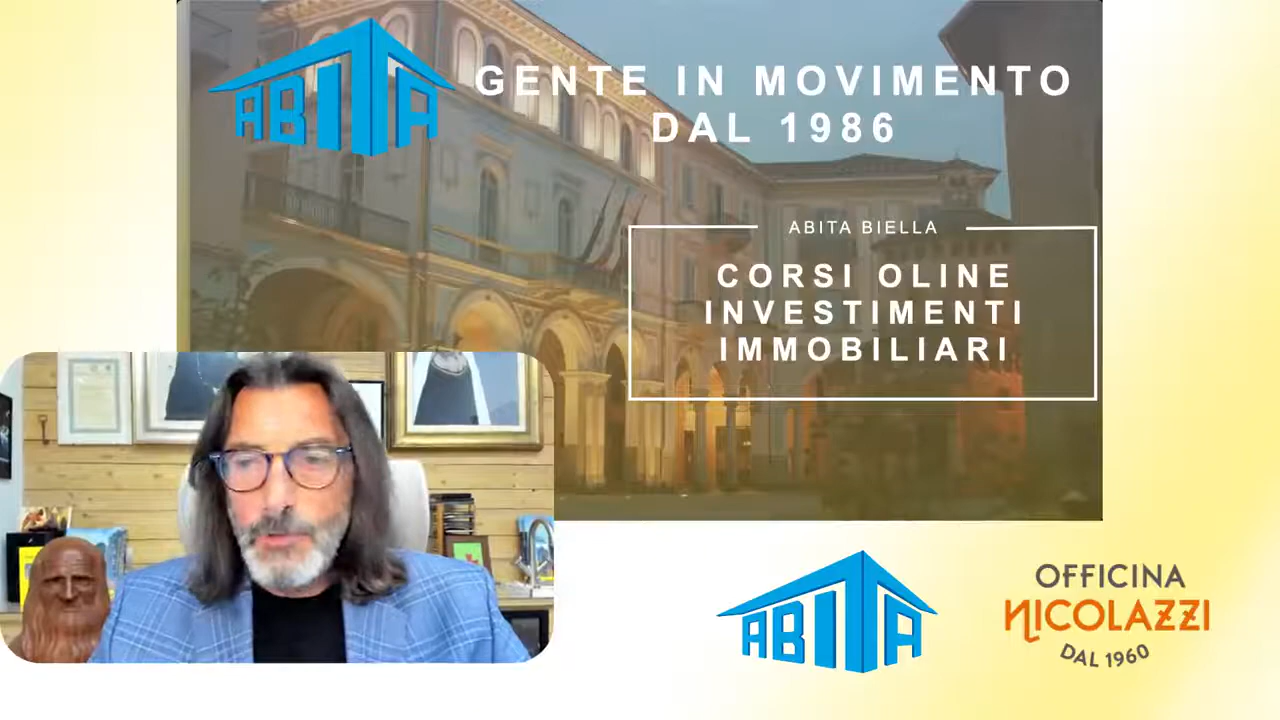 ABITA
GENTE IN MOVIMENTO
DAL 1986
ABITA BIELLA
CORSI OLINE
INVESTIMENTI
IMMOBILIARI
ABITA
OFFICINA
NICOLAZZI
DAL 1960